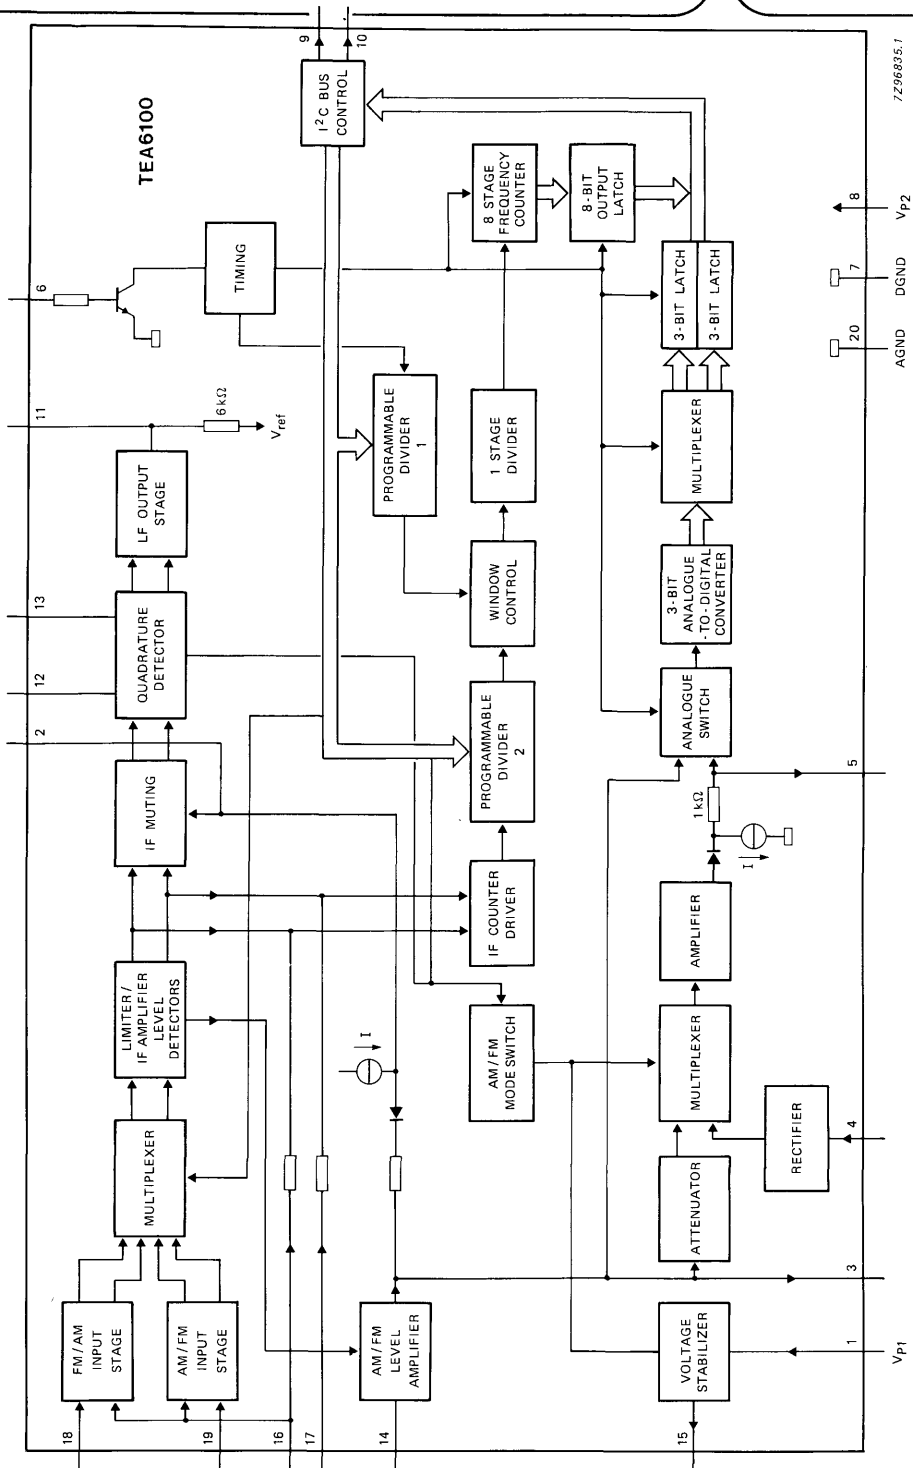 TEA6100
7Z96835.1
9
10
I²C BUS
CONTROL
6
TIMING
8 STAGE
FREQUENCY
COUNTER
8-BIT
OUTPUT
LATCH
8
VP2
7
DGND
20
AGND
3-BIT LATCH
3-BIT LATCH
11
6 kΩ
Vref
LF OUTPUT
STAGE
PROGRAMMABLE
DIVIDER
1
1 STAGE
DIVIDER
MULTIPLEXER
13
12
QUADRATURE
DETECTOR
WINDOW
CONTROL
3-BIT
ANALOGUE
-TO-DIGITAL
CONVERTER
2
IF MUTING
PROGRAMMABLE
DIVIDER
2
ANALOGUE
SWITCH
5
1 kΩ
I
IF COUNTER
DRIVER
AMPLIFIER
LIMITER/
IF AMPLIFIER
LEVEL
DETECTORS
I
AM/FM
MODE SWITCH
MULTIPLEXER
MULTIPLEXER
RECTIFIER
4
ATTENUATOR
3
FM/AM
INPUT
STAGE
AM/FM
INPUT
STAGE
AM/FM
LEVEL
AMPLIFIER
VOLTAGE
STABILIZER
1
VP1
18
19
16
17
14
15